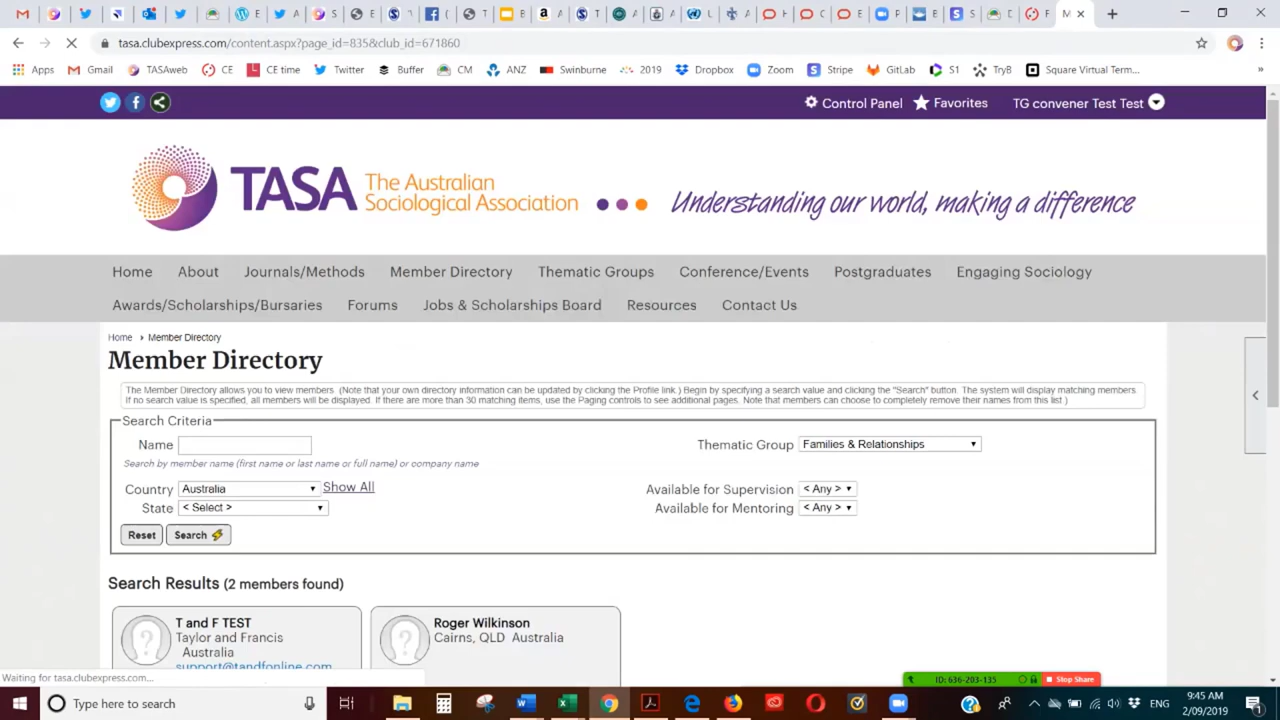 tasa.clubexpress.com/content.aspx?page_id=835&club_id=671860
Apps Gmail TASAweb CE CE time Twitter Buffer CM ANZ Swinburne 2019 Dropbox Zoom Stripe GitLab S1 TryB Square Virtual Term...
Control Panel Favorites TG convener Test Test
TASA The Australian Sociological Association
Understanding our world, making a difference
Home About Journals/Methods Member Directory Thematic Groups Conference/Events Postgraduates Engaging Sociology
Awards/Scholarships/Bursaries Forums Jobs & Scholarships Board Resources Contact Us
Home Member Directory
Member Directory
The Member Directory allows you to view members. (Note that your own directory information can be updated by clicking the Profile link.) Begin by specifying a search value and clicking the "Search" button. The system will display matching members.
If no search value is specified, all members will be displayed. If there are more than 30 matching items, use the Paging controls to see additional pages. Note that members can choose to completely remove their names from this list.)
Search Criteria
Name Thematic Group Families & Relationships
Search by member name (first name or last name or full name) or company name
Country Australia Show All Available for Supervision < Any >
State < Select > Available for Mentoring < Any >
Reset Search
Search Results (2 members found)
T and F TEST Roger Wilkinson
Taylor and Francis Cairns, QLD Australia
Australia
support@tandfonline.com
Waiting for tasa.clubexpress.com...
ID: 636-203-135 Stop Share
Type here to search ENG 9:45 AM
2/09/2019